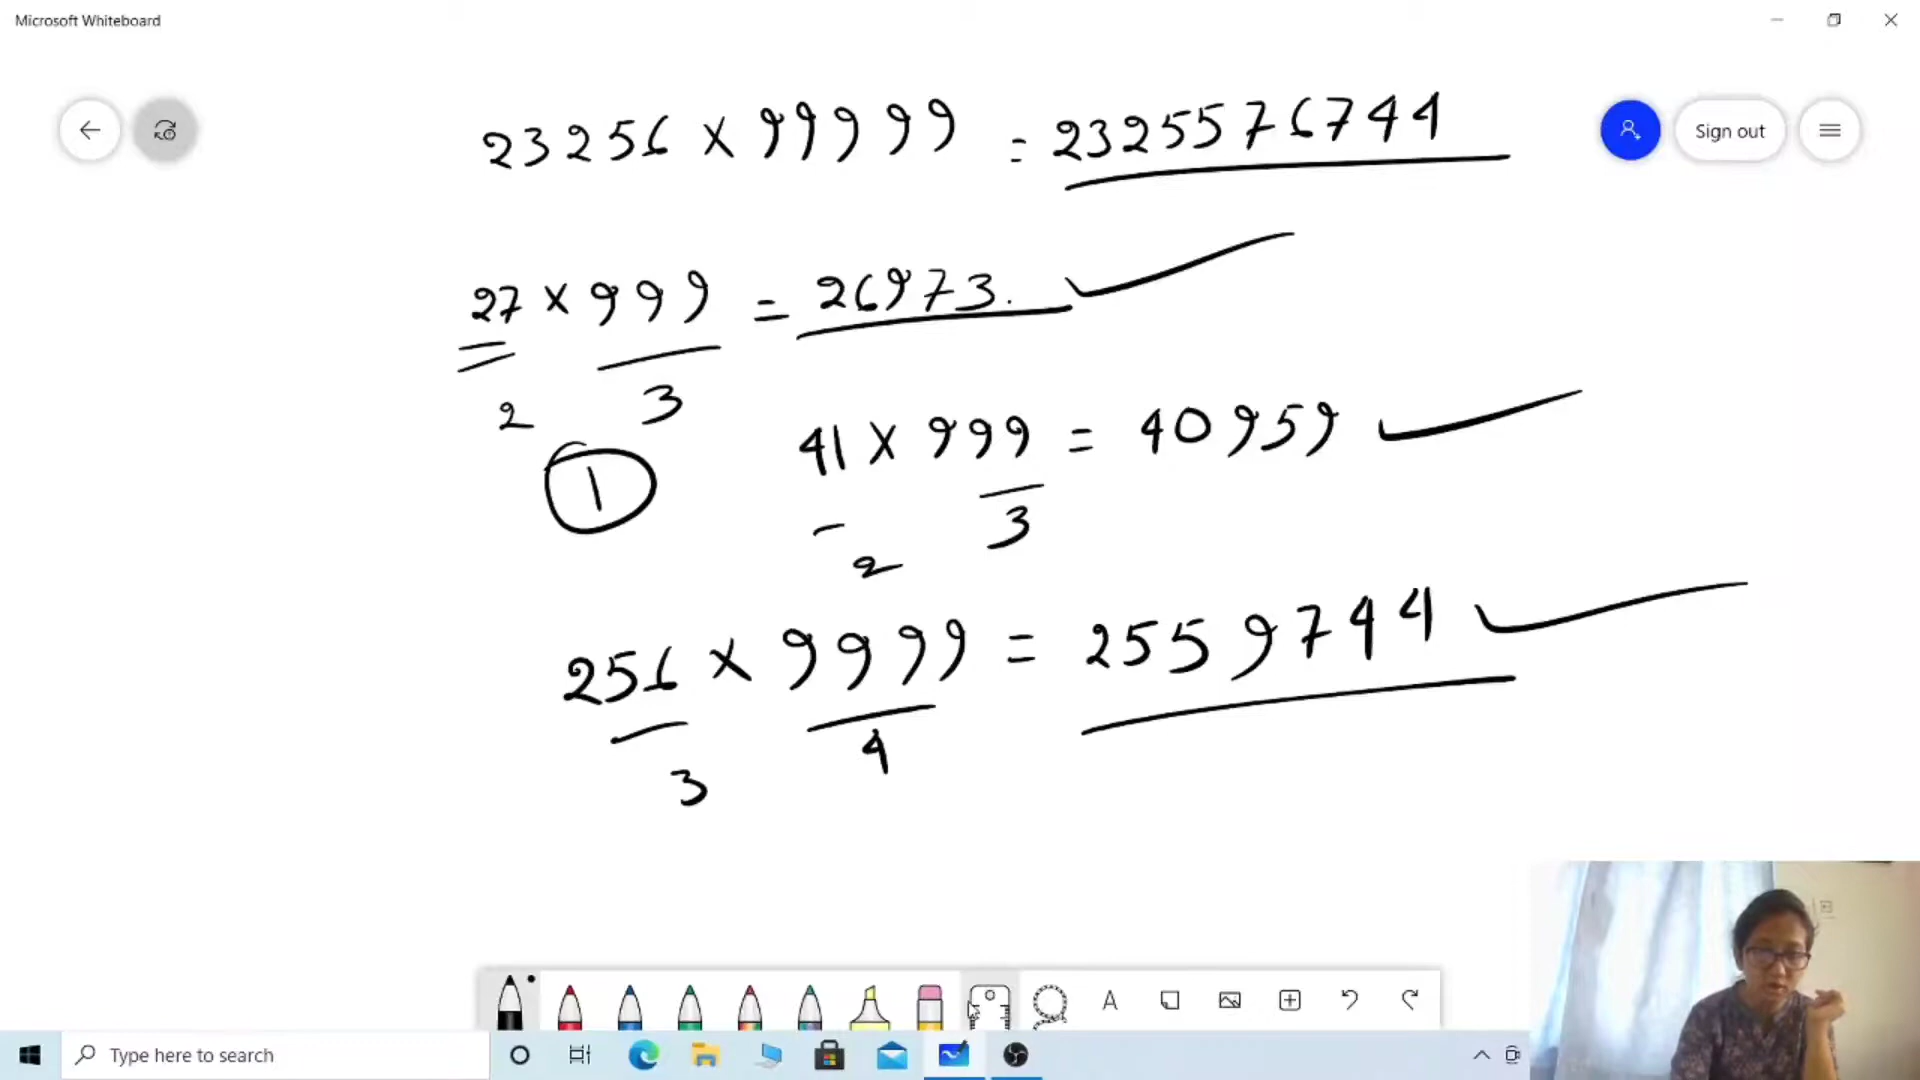 Microsoft Whiteboard
23256 × 99999 = 2325576744
Sign out
27 × 999 = 26973.
2 3
1
41 × 999 = 40959
2 3
256 × 9999 = 2559744
3 4
A
Type here to search